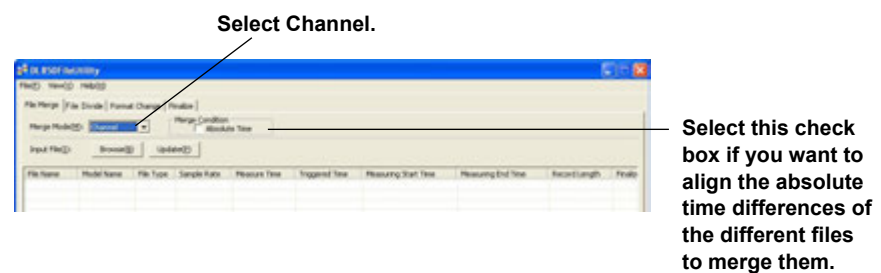 Select Channel.
DL850FileUtility
File(F) View(V) Help(H)
File Merge File Divide Format Change Finalize
Merge Mode(M): Channel Merge Condition
Absolute Time
Input File(I): Browse(B) Update(P)
File Name Model Name File Type Sample Rate Measure Time Triggered Time Measuring Start Time Measuring End Time Record Length Finalize
Select this check
box if you want to
align the absolute
time differences of
the different files
to merge them.